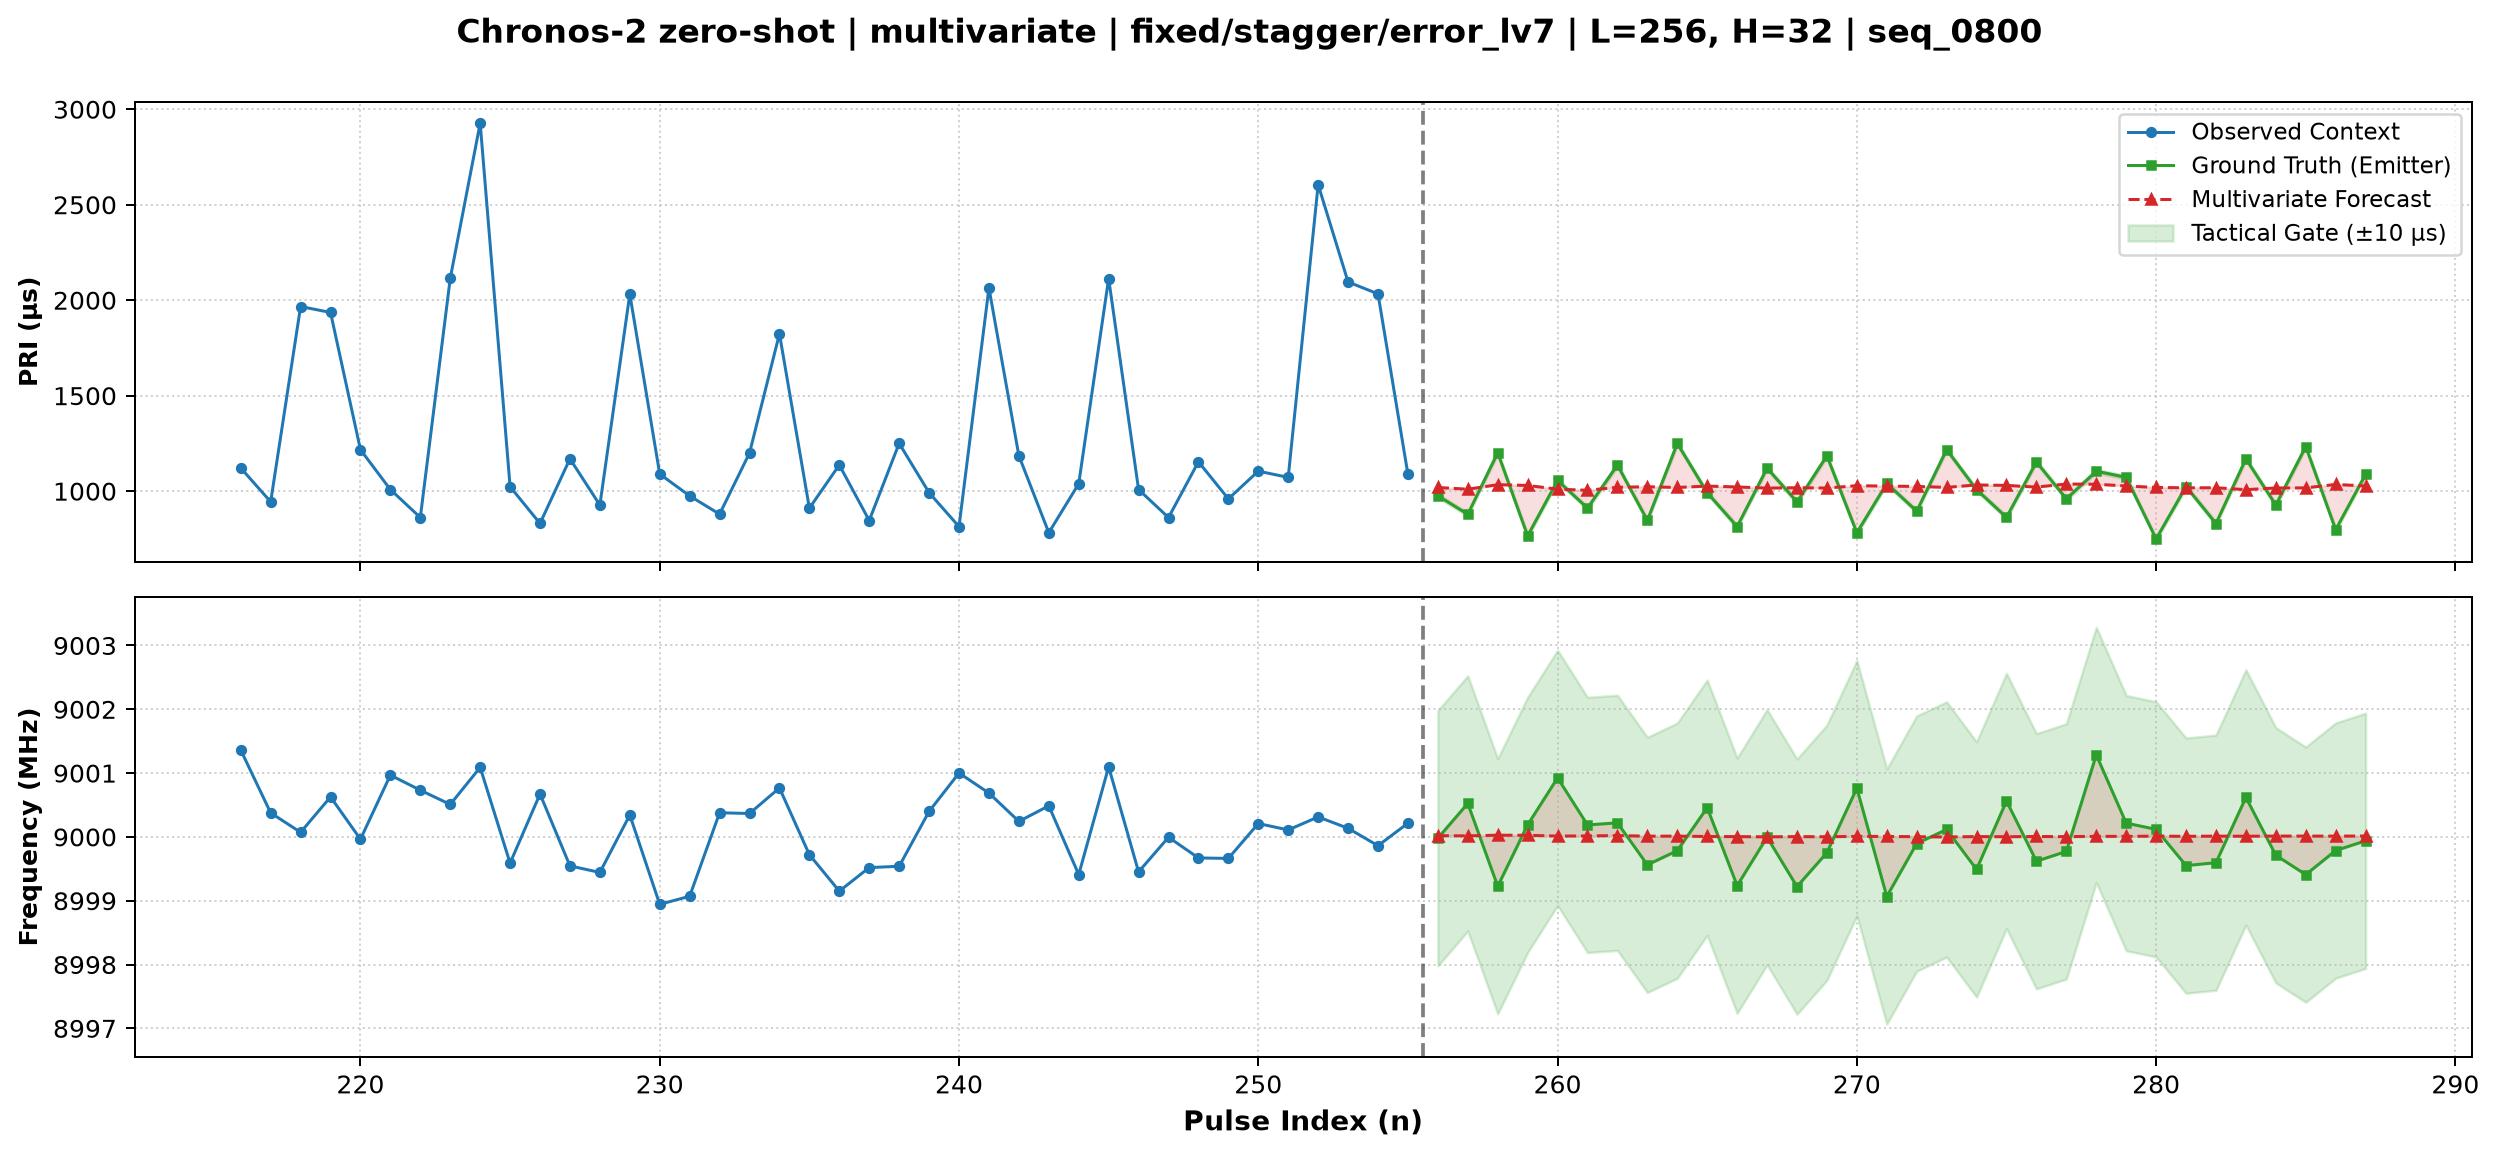 Chronos-2 zero-shot | multivariate | fixed/stagger/error_lv7 | L=256, H=32 | seq_0800
3000
2500
2000
1500
1000
PRI (µs)
Observed Context
Ground Truth (Emitter)
Multivariate Forecast
Tactical Gate (±10 µs)
9003
9002
9001
9000
8999
8998
8997
Frequency (MHz)
220 230 240 250 260 270 280 290
Pulse Index (n)